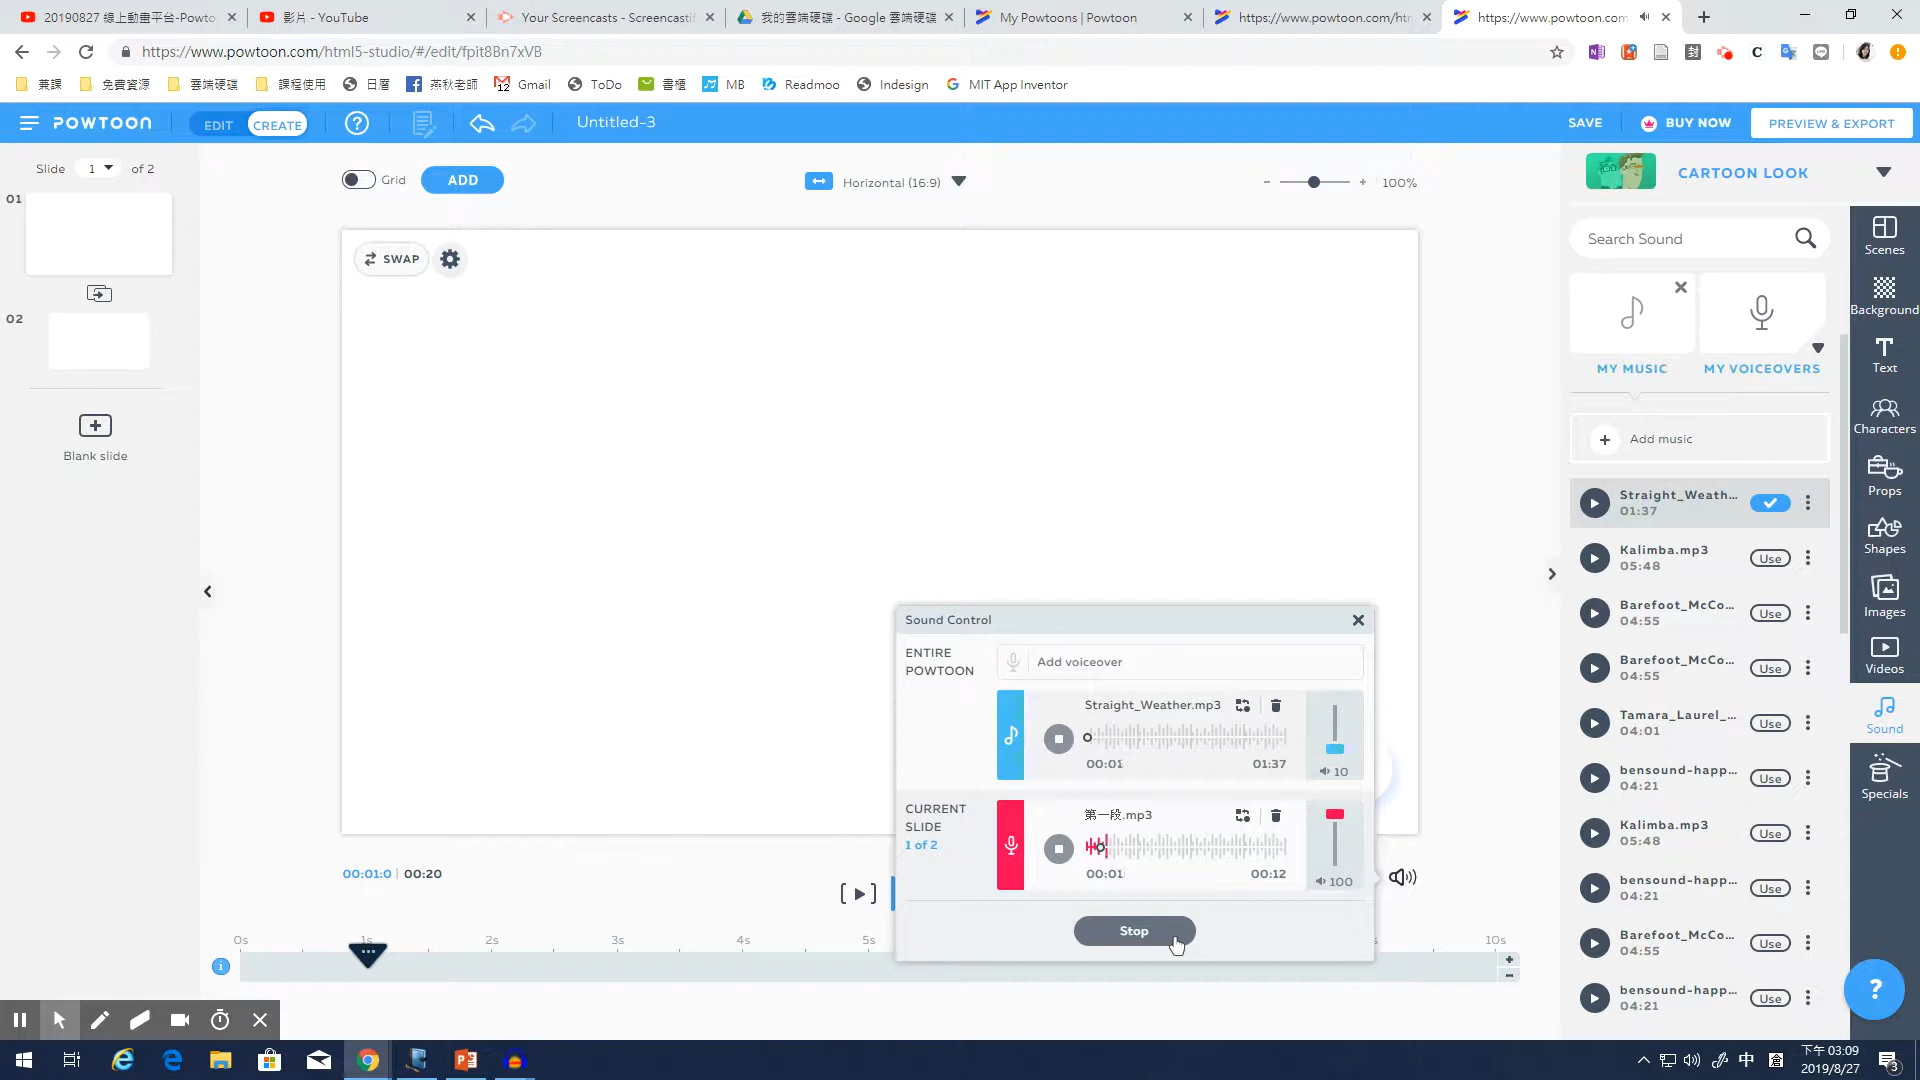 20190827 線上動畫平台-Powto
影片 - YouTube
Your Screencasts - Screencasti
我的雲端硬碟 - Google 雲端硬碟
My Powtoons | Powtoon
https://www.powtoon.com/htm
https://www.powtoon.com
https://www.powtoon.com/html5-studio/#/edit/fpit8Bn7xVB
兼課
免費資源
雲端硬碟
課程使用
日曆
燕秋老師
12
Gmail
ToDo
書櫃
MB
Readmoo
Indesign
MIT App Inventor
POWTOON
EDIT
CREATE
Untitled-3
SAVE
BUY NOW
PREVIEW & EXPORT
Slide 1 of 2
Grid
ADD
Horizontal (16:9)
100%
CARTOON LOOK
01
02
Blank slide
SWAP
Search Sound
MY MUSIC
MY VOICEOVERS
Add music
Straight_Weath...
01:37
Kalimba.mp3
05:48
Use
Barefoot_McCo...
04:55
Use
Barefoot_McCo...
04:55
Use
Tamara_Laurel_...
04:01
Use
bensound-happ...
04:21
Use
Kalimba.mp3
05:48
Use
bensound-happ...
04:21
Use
Barefoot_McCo...
04:55
Use
bensound-happ...
04:21
Use
Scenes
Background
Text
Characters
Props
Shapes
Images
Videos
Sound
Specials
Sound Control
ENTIRE
POWTOON
Add voiceover
Straight_Weather.mp3
00:01
01:37
10
CURRENT
SLIDE
1 of 2
第一段.mp3
00:01
00:12
100
Stop
00:01:0 | 00:20
0s
1s
2s
3s
4s
5s
10s
中
倉
下午 03:09
2019/8/27
3